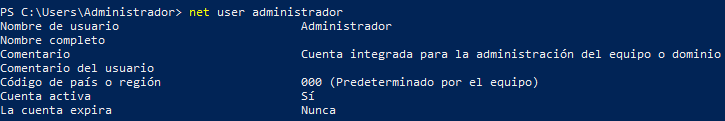 PS C:\Users\Administrador> net user administrador
Nombre de usuario Administrador
Nombre completo
Comentario Cuenta integrada para la administración del equipo o dominio
Comentario del usuario
Código de país o región 000 (Predeterminado por el equipo)
Cuenta activa Sí
La cuenta expira Nunca